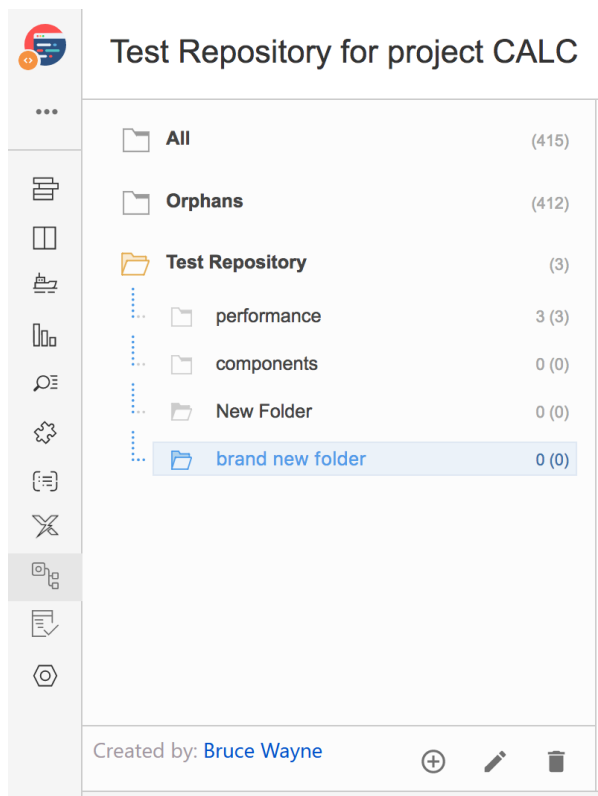 Test Repository for project CALC
All (415)
Orphans (412)
Test Repository (3)
performance 3 (3)
components 0 (0)
New Folder 0 (0)
brand new folder 0 (0)
Created by: Bruce Wayne